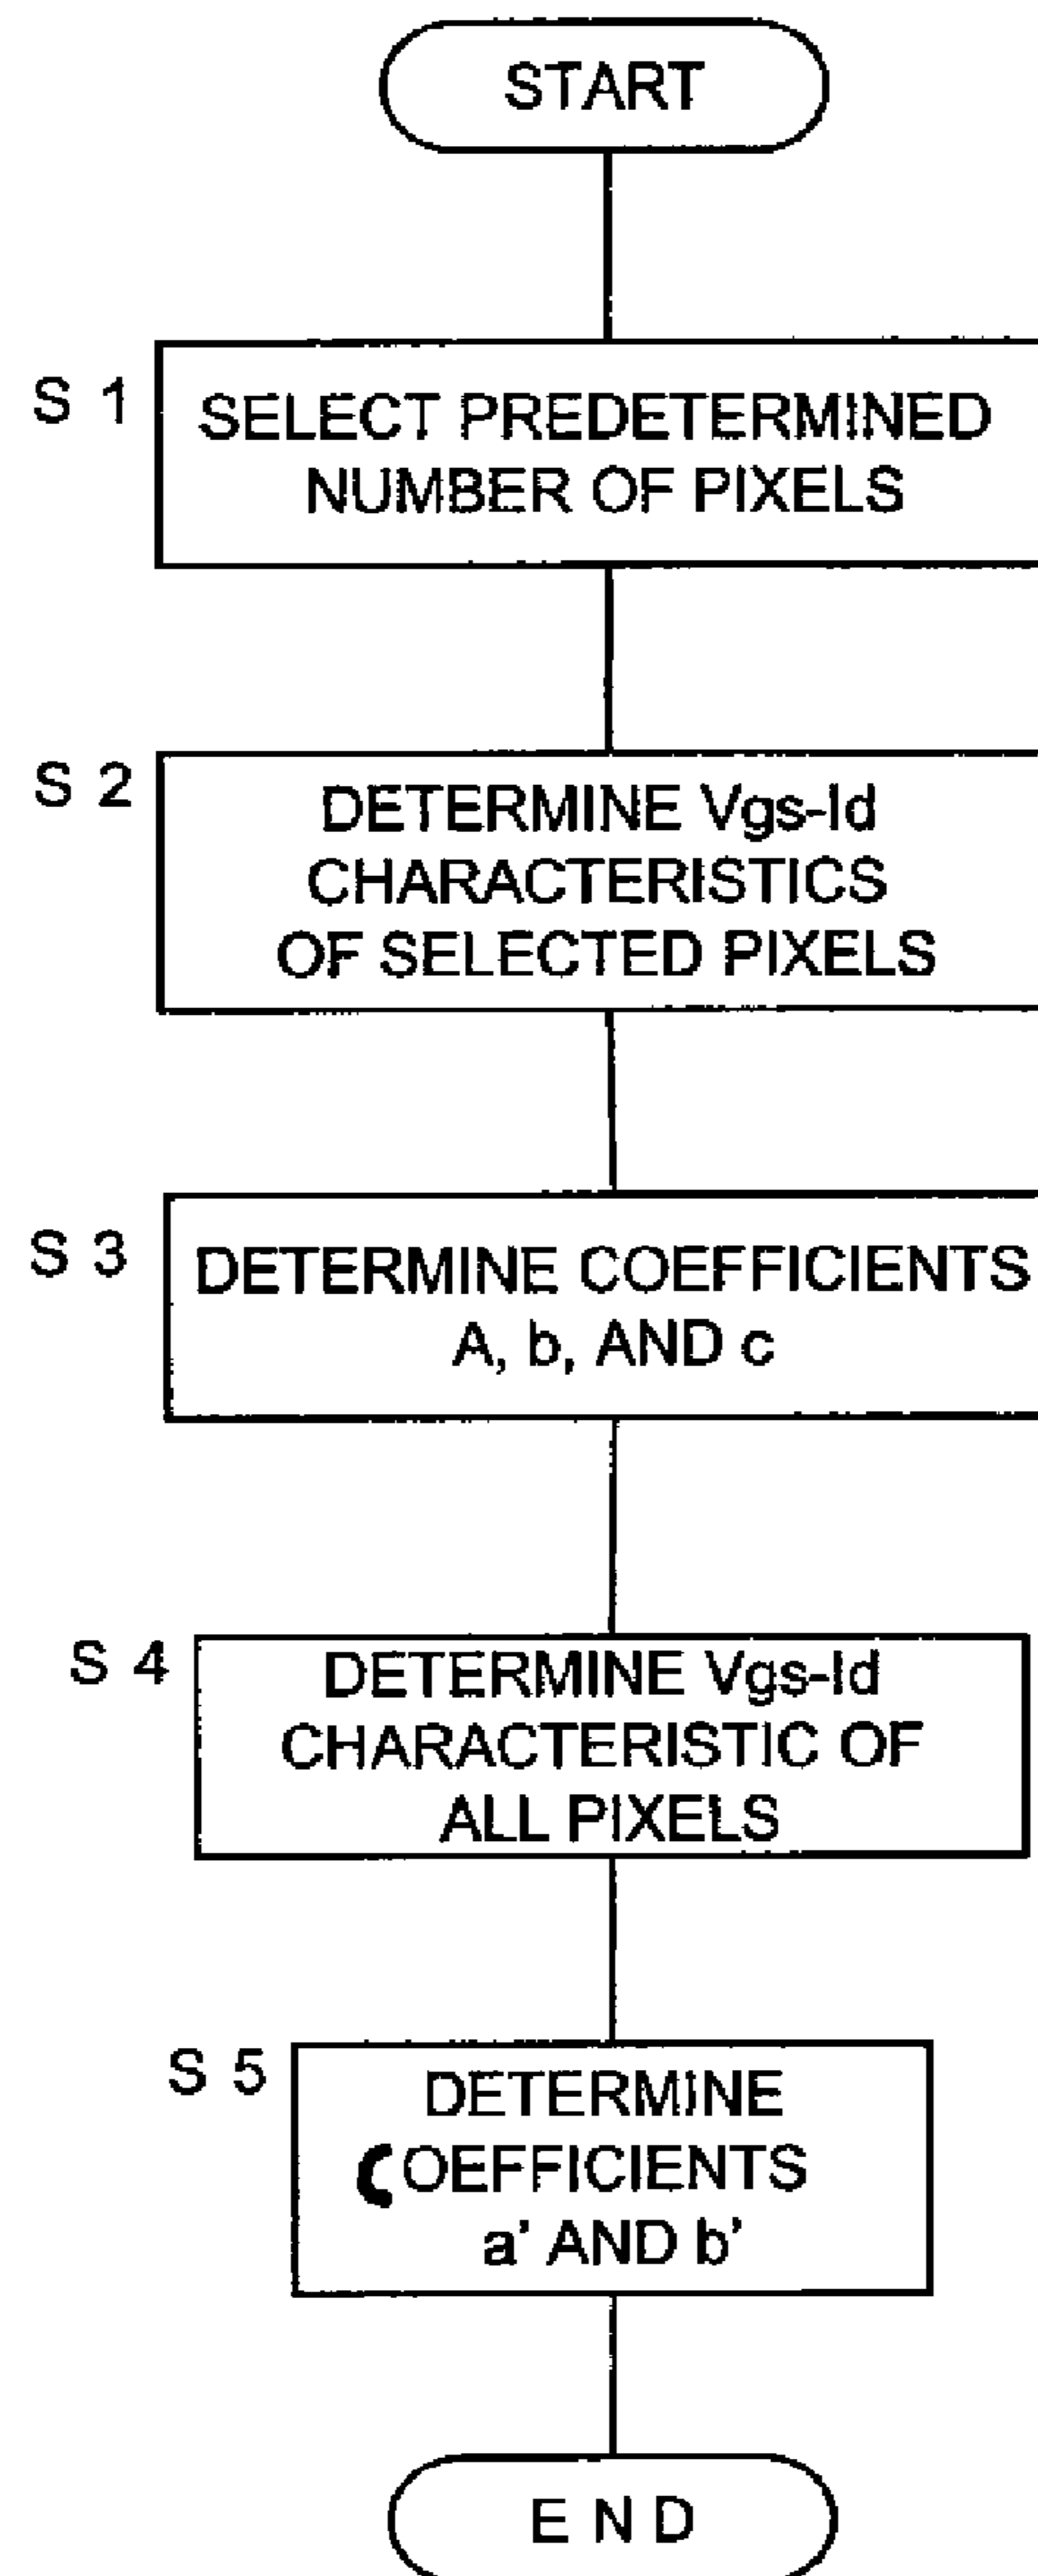 START
S 1
SELECT PREDETERMINED
NUMBER OF PIXELS
S 2
DETERMINE Vgs-Id
CHARACTERISTICS
OF SELECTED PIXELS
S 3
DETERMINE COEFFICIENTS
A, b, AND c
S 4
DETERMINE Vgs-Id
CHARACTERISTIC OF
ALL PIXELS
S 5
DETERMINE
COEFFICIENTS
a' AND b'
E N D